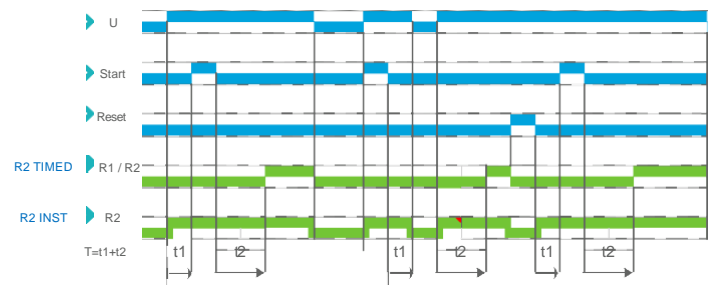 U
Start
Reset
R2 TIMED R1 / R2
R2 INST R2
T=t1+t2 t1 t2 t1 t2 t1 t2